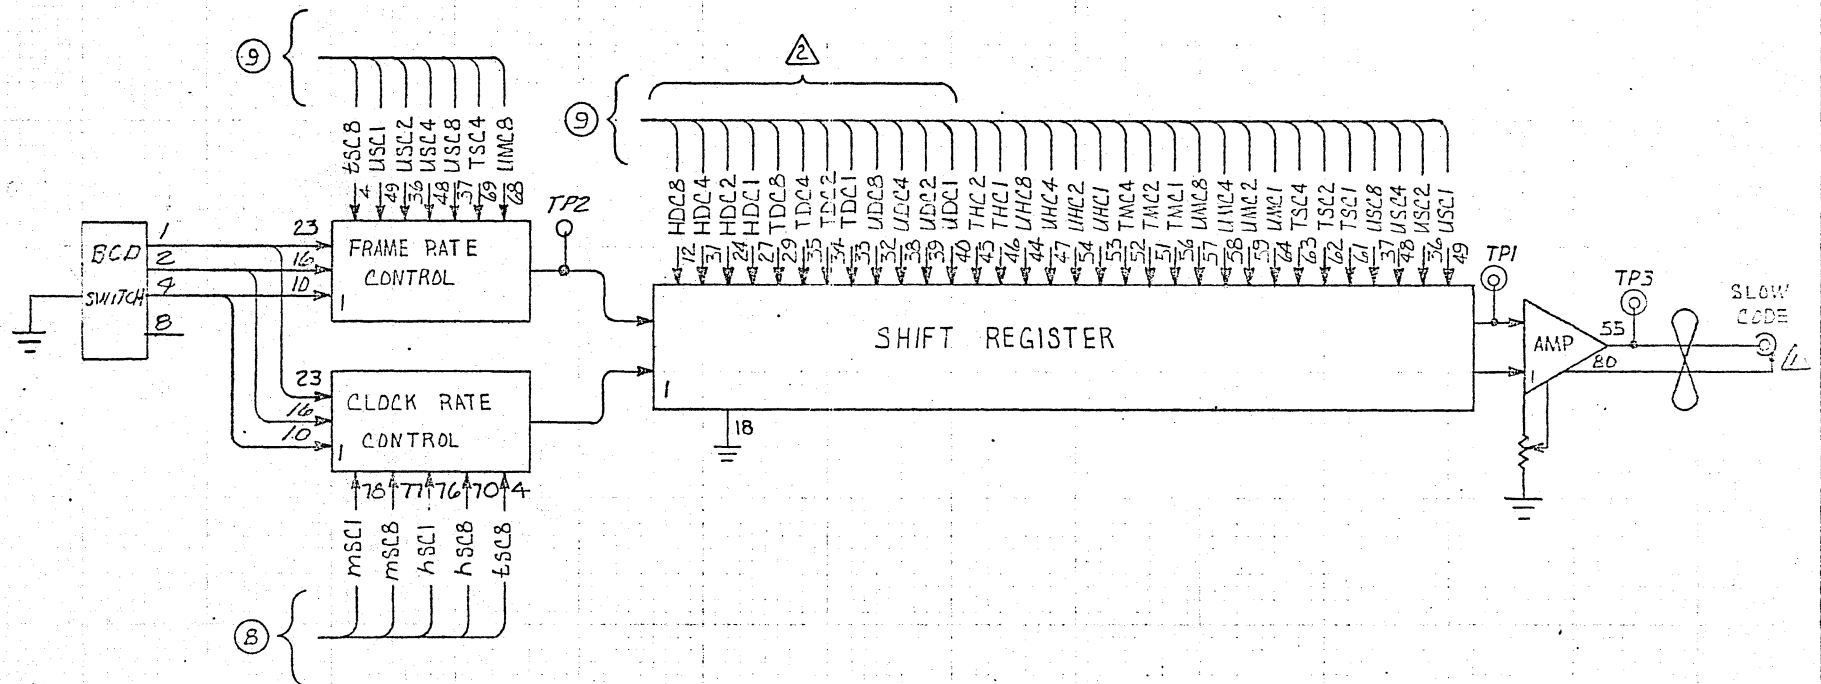 9
tSC8
USC1
USC2
USC4
USC8
TSC4
UMC8
4
49
36
48
37
69
68
BCD
SWITCH
1
2
4
8
23
16
10
FRAME RATE
CONTROL
1
TP2
23
16
10
CLOCK RATE
CONTROL
1
78
77
76
70
4
mSC1
mSC8
hSC1
hSC8
tSC8
8
9
2
HDC8
HDC4
HDC2
HDC1
TDC8
TDC4
TDC2
TDC1
UDC8
UDC4
UDC2
UDC1
THC2
THC1
UHC8
UHC4
UHC2
UHC1
TMC4
TMC2
TMC1
UMC8
UMC4
UMC2
UMC1
TSC4
TSC2
TSC1
USC8
USC4
USC2
USC1
12
31
24
27
29
35
34
33
32
38
39
40
45
46
44
47
54
53
52
51
56
57
58
59
64
63
62
61
37
48
36
49
SHIFT REGISTER
1
18
TP1
AMP
1
55
80
TP3
SLOW
CODE
1